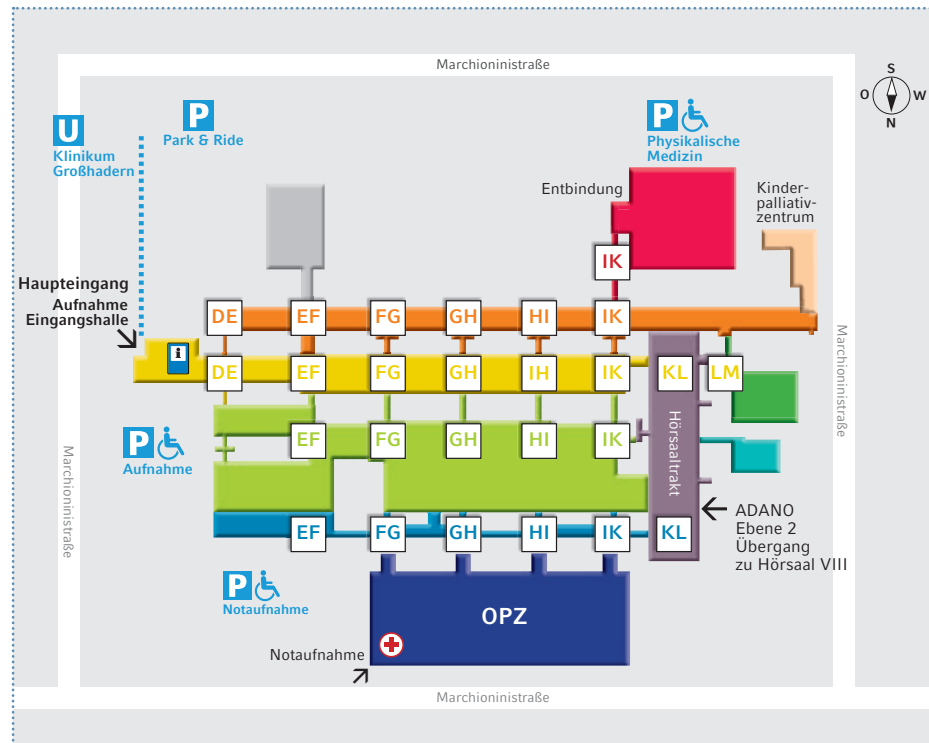 Marchioninistraße
S
O
W
N
U
Klinikum
Großhadern
P
Park & Ride
P
Physikalische
Medizin
Entbindung
Kinder-
palliativ-
zentrum
IK
Haupteingang
Aufnahme
Eingangshalle
i
DE
EF
FG
GH
HI
IK
DE
EF
FG
GH
IH
IK
KL
LM
Marchioninistraße
Hörsaaltrakt
EF
FG
GH
HI
IK
P
Aufnahme
Marchioninistraße
ADANO
Ebene 2
Übergang
zu Hörsaal VIII
EF
FG
GH
HI
IK
KL
P
Notaufnahme
OPZ
Notaufnahme
Marchioninistraße